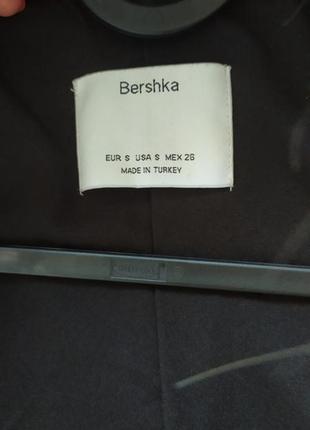 Bershka
EUR S USA S MEX 26
MADE IN TURKEY